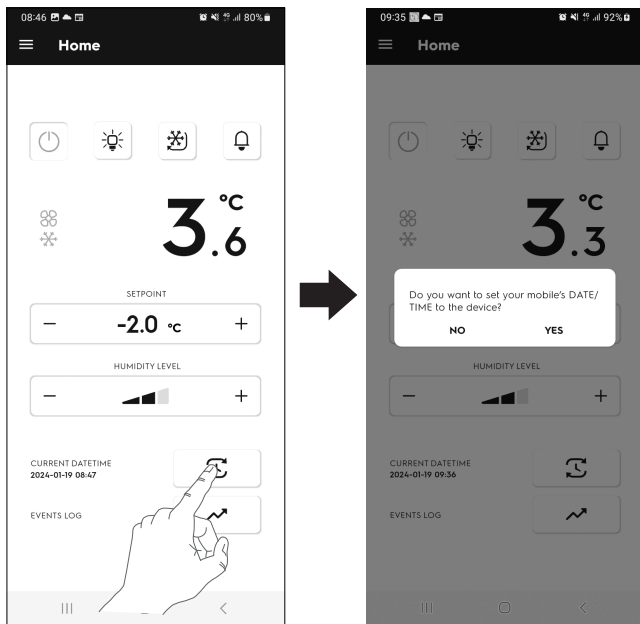 08:46 4G 80%
Home
3.6 °C
SETPOINT
− -2.0 °C +
HUMIDITY LEVEL
− +
CURRENT DATETIME
2024-01-19 08:47
EVENTS LOG
09:35 4G 92%
Home
3.3 °C
Do you want to set your mobile's DATE/
TIME to the device?
NO YES
HUMIDITY LEVEL
− +
CURRENT DATETIME
2024-01-19 09:36
EVENTS LOG